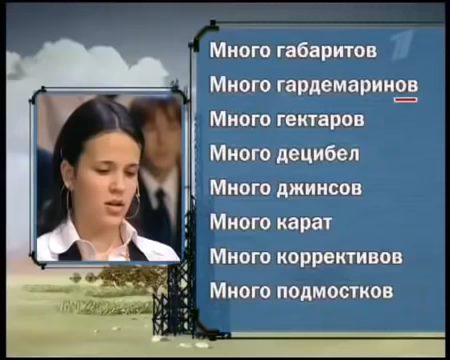 Много габаритов
Много гардемаринов
Много гектаров
Много децибел
Много джинсов
Много карат
Много коррективов
Много подмостков